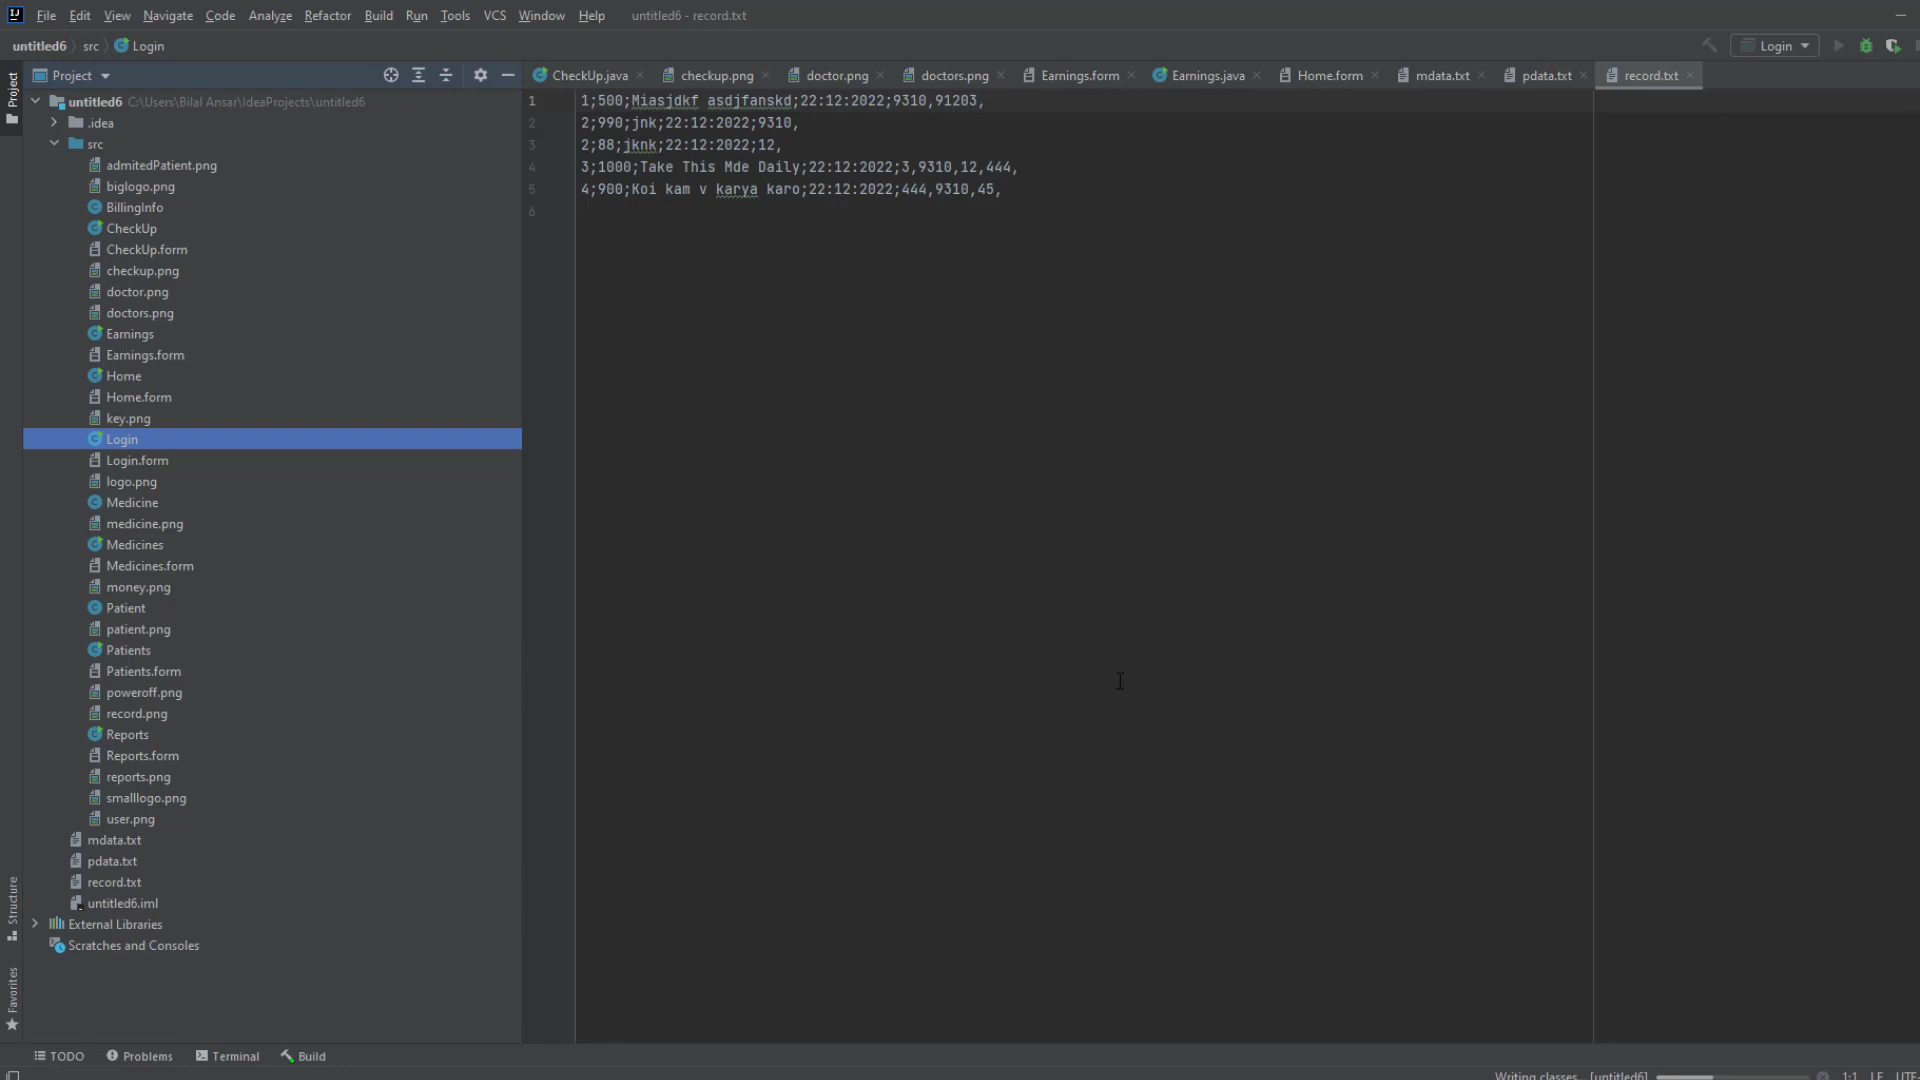 File Edit View Navigate Code Analyze Refactor Build Run Tools VCS Window Help untitled6 - record.txt
untitled6 src Login Login
Project
Project
CheckUp.java checkup.png doctor.png doctors.png Earnings.form Earnings.java Home.form mdata.txt pdata.txt record.txt
untitled6 C:\Users\Bilal Ansar\IdeaProjects\untitled6
.idea
src
admitedPatient.png
biglogo.png
BillingInfo
CheckUp
CheckUp.form
checkup.png
doctor.png
doctors.png
Earnings
Earnings.form
Home
Home.form
key.png
Login
Login.form
logo.png
Medicine
medicine.png
Medicines
Medicines.form
money.png
Patient
patient.png
Patients
Patients.form
poweroff.png
record.png
Reports
Reports.form
reports.png
smalllogo.png
user.png
mdata.txt
pdata.txt
record.txt
untitled6.iml
External Libraries
Scratches and Consoles
1 1;500;Miasjdkf asdjfanskd;22:12:2022;9310,91203,
2 2;990;jnk;22:12:2022;9310,
3 2;88;jknk;22:12:2022;12,
4 3;1000;Take This Mde Daily;22:12:2022;3,9310,12,444,
5 4;900;Koi kam v karya karo;22:12:2022;444,9310,45,
6
Structure
Favorites
TODO Problems Terminal Build
Writing classes... [untitled6] 1:1 LF UTF-